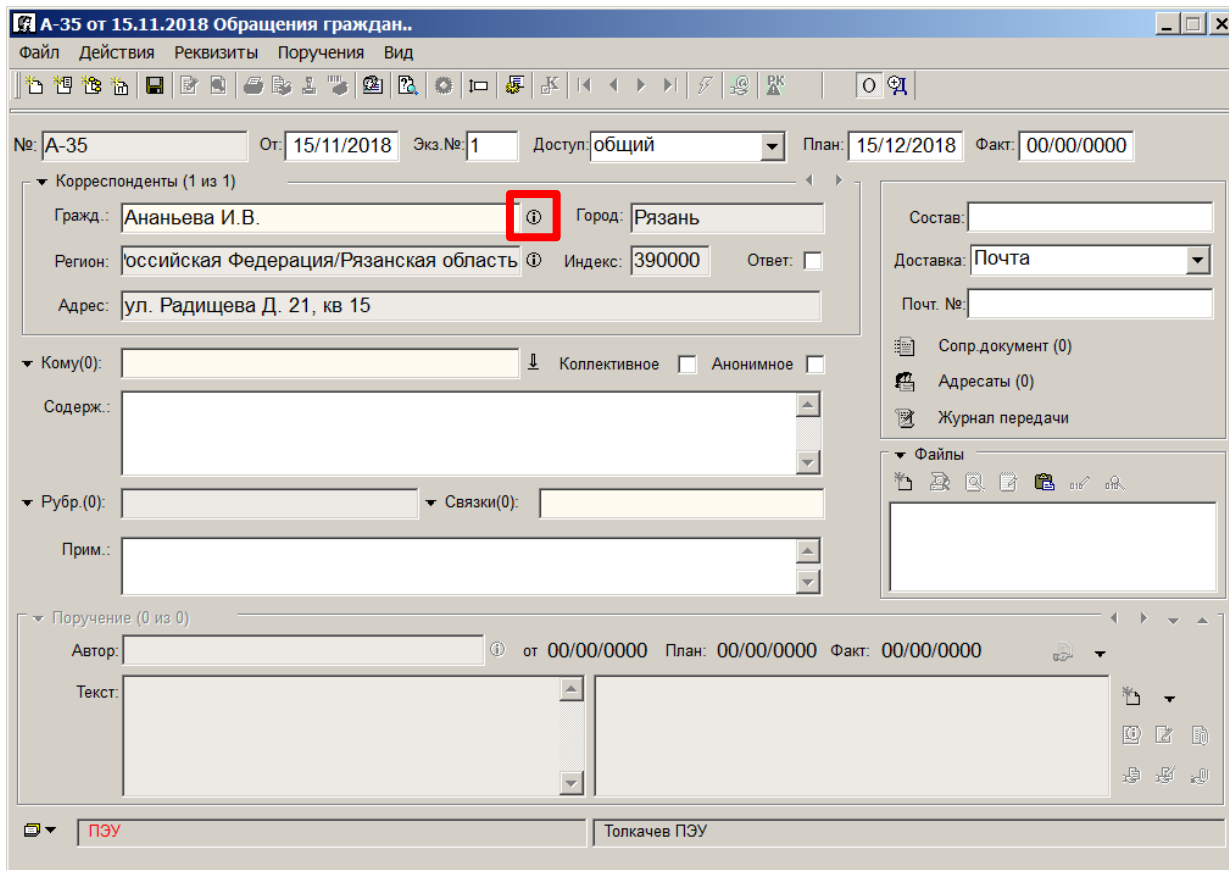 А-35 от 15.11.2018 Обращения граждан..
Файл Действия Реквизиты Поручения Вид
О
№: А-35 От: 15/11/2018 Экз.№: 1 Доступ: общий План: 15/12/2018 Факт: 00/00/0000
Корреспонденты (1 из 1)
Гражд.: Ананьева И.В. Город: Рязань
Состав:
Регион: Российская Федерация/Рязанская область Индекс: 390000 Ответ:
Доставка: Почта
Адрес: ул. Радищева Д. 21, кв 15
Почт. №:
Кому(0): Коллективное Анонимное
Сопр.документ (0)
Адресаты (0)
Журнал передачи
Содерж.:
Файлы
Рубр.(0): Связки(0):
Прим.:
Поручение (0 из 0)
Автор: от 00/00/0000 План: 00/00/0000 Факт: 00/00/0000
Текст:
ПЭУ Толкачев ПЭУ